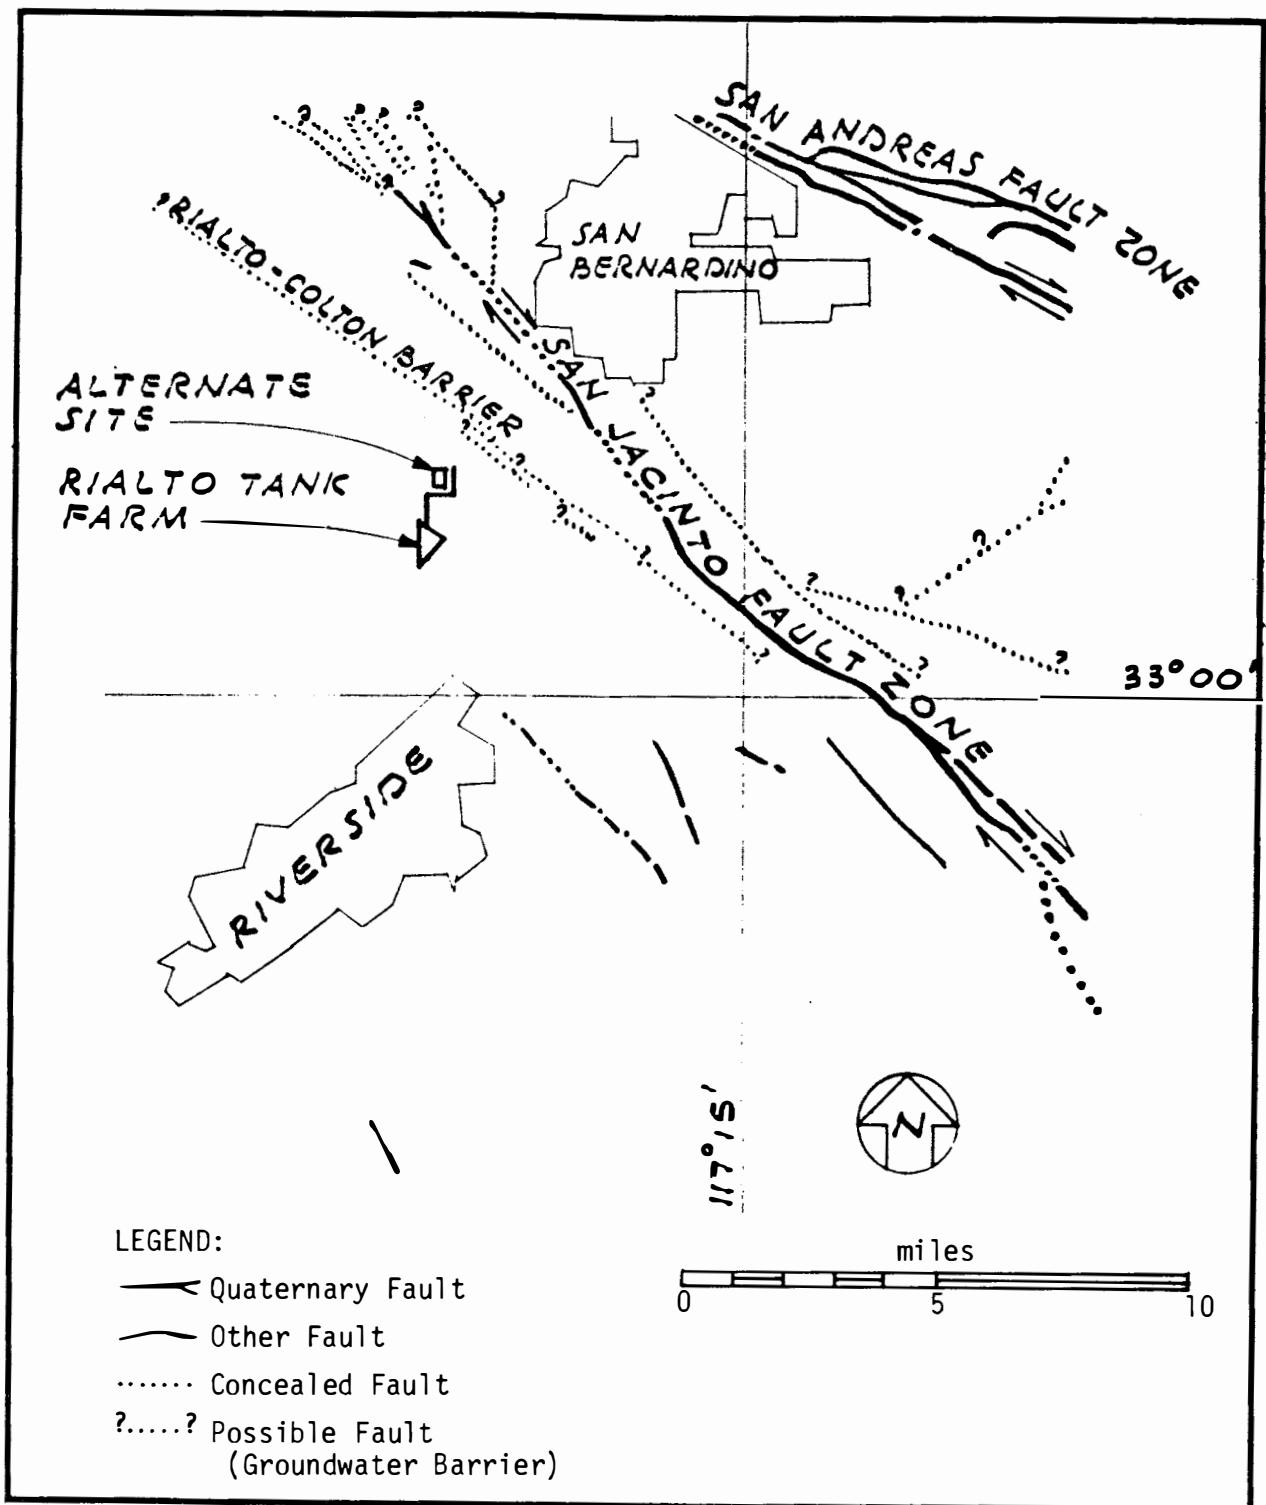 SAN ANDREAS FAULT ZONE
SAN
BERNARDINO
?RIALTO-COLTON BARRIER
ALTERNATE
SITE
RIALTO TANK
FARM
SAN JACINTO FAULT ZONE
33°00'
RIVERSIDE
117°15'
N
LEGEND:
Quaternary Fault
Other Fault
Concealed Fault
?.....? Possible Fault
(Groundwater Barrier)
miles
0 5 10